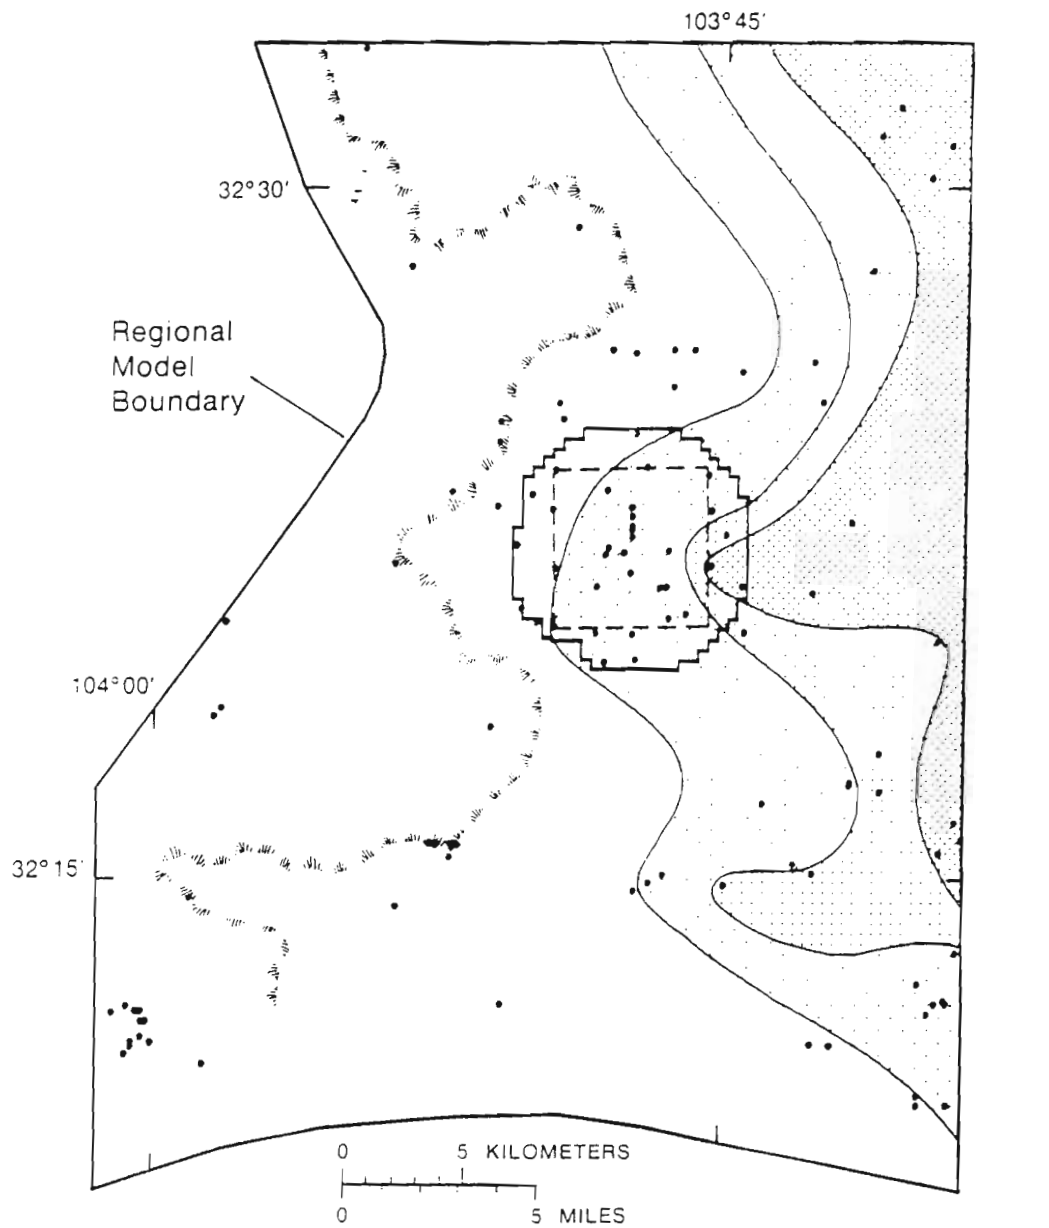 103°45'
32°30'
Regional
Model
Boundary
104°00'
32°15'
0 5 KILOMETERS
0 5 MILES